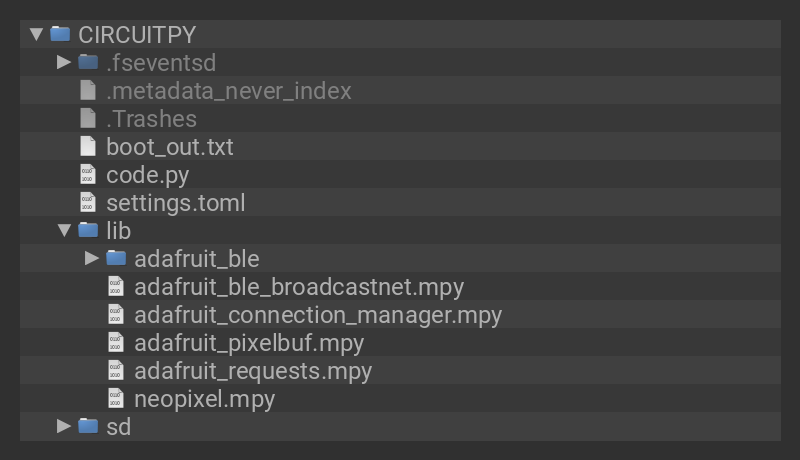 CIRCUITPY
.fseventsd
.metadata_never_index
.Trashes
boot_out.txt
code.py
settings.toml
lib
adafruit_ble
adafruit_ble_broadcastnet.mpy
adafruit_connection_manager.mpy
adafruit_pixelbuf.mpy
adafruit_requests.mpy
neopixel.mpy
sd